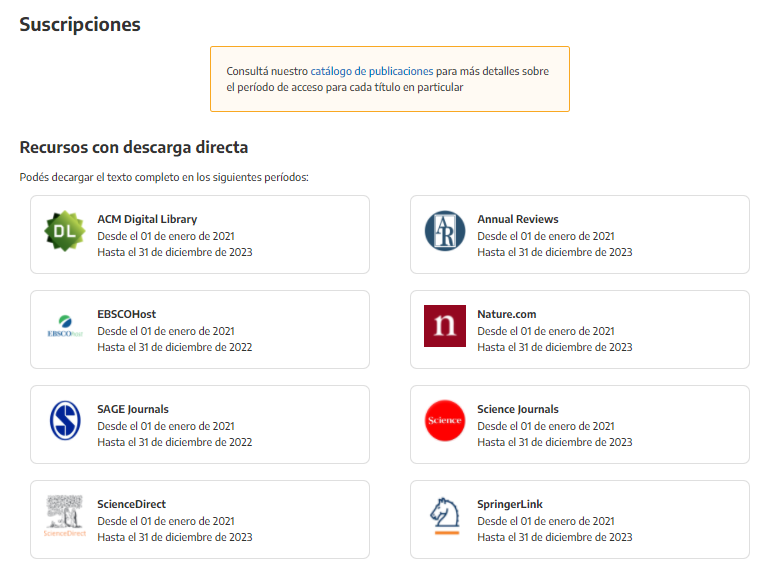 Suscripciones
Consultá nuestro catálogo de publicaciones para más detalles sobre
el período de acceso para cada título en particular
Recursos con descarga directa
Podés decargar el texto completo en los siguientes períodos:
DL
ACM Digital Library
Desde el 01 de enero de 2021
Hasta el 31 de diciembre de 2023
AR
Annual Reviews
Desde el 01 de enero de 2021
Hasta el 31 de diciembre de 2023
EBSCOHost
EBSCOHost
Desde el 01 de enero de 2021
Hasta el 31 de diciembre de 2022
n
Nature.com
Desde el 01 de enero de 2021
Hasta el 31 de diciembre de 2023
S
SAGE Journals
Desde el 01 de enero de 2021
Hasta el 31 de diciembre de 2022
Science
Science Journals
Desde el 01 de enero de 2021
Hasta el 31 de diciembre de 2023
ScienceDirect
ScienceDirect
Desde el 01 de enero de 2021
Hasta el 31 de diciembre de 2023
SpringerLink
Desde el 01 de enero de 2021
Hasta el 31 de diciembre de 2023